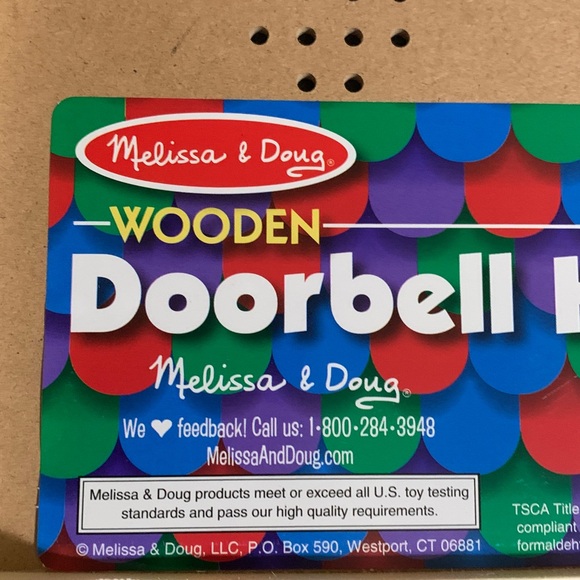 Melissa & Doug®
WOODEN
Doorbell
Melissa & Doug®
We ♥ feedback! Call us: 1•800•284•3948
MelissaAndDoug.com
Melissa & Doug products meet or exceed all U.S. toy testing
standards and pass our high quality requirements.
TSCA Title
compliant
© Melissa & Doug, LLC, P.O. Box 590, Westport, CT 06881